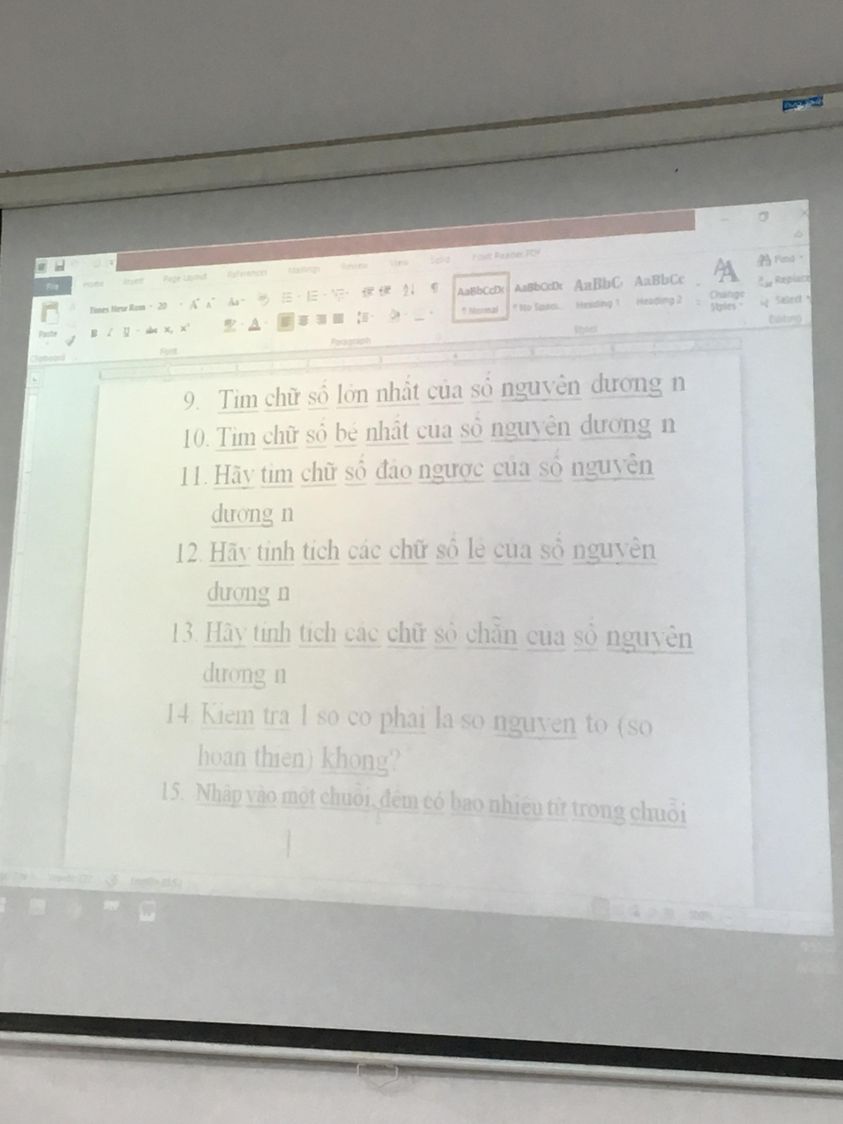 File Home Insert Page Layout References Mailings Review View Foxit Reader PDF
Times New Rom 20 Aa
AaBbCcDc AaBbCcDc AaBbC AaBbCc
Find
Replace
Select
Paste B I U abc
¶ Normal ¶ No Spaci... Heading 1 Heading 2 Change Styles
Clipboard Font Paragraph Styles Editing
9. Tìm chữ số lớn nhất của số nguyên dương n
10. Tìm chữ số bé nhất của số nguyên dương n
11. Hãy tìm chữ số đảo ngược của số nguyên
dương n
12. Hãy tính tích các chữ số lẻ của số nguyên
dương n
13. Hãy tính tích các chữ số chẵn của số nguyên
dương n
14. Kiem tra 1 so co phai la so nguyen to (so
hoan thien) khong?
15. Nhập vào một chuỗi, đếm có bao nhiêu từ trong chuỗi
100%